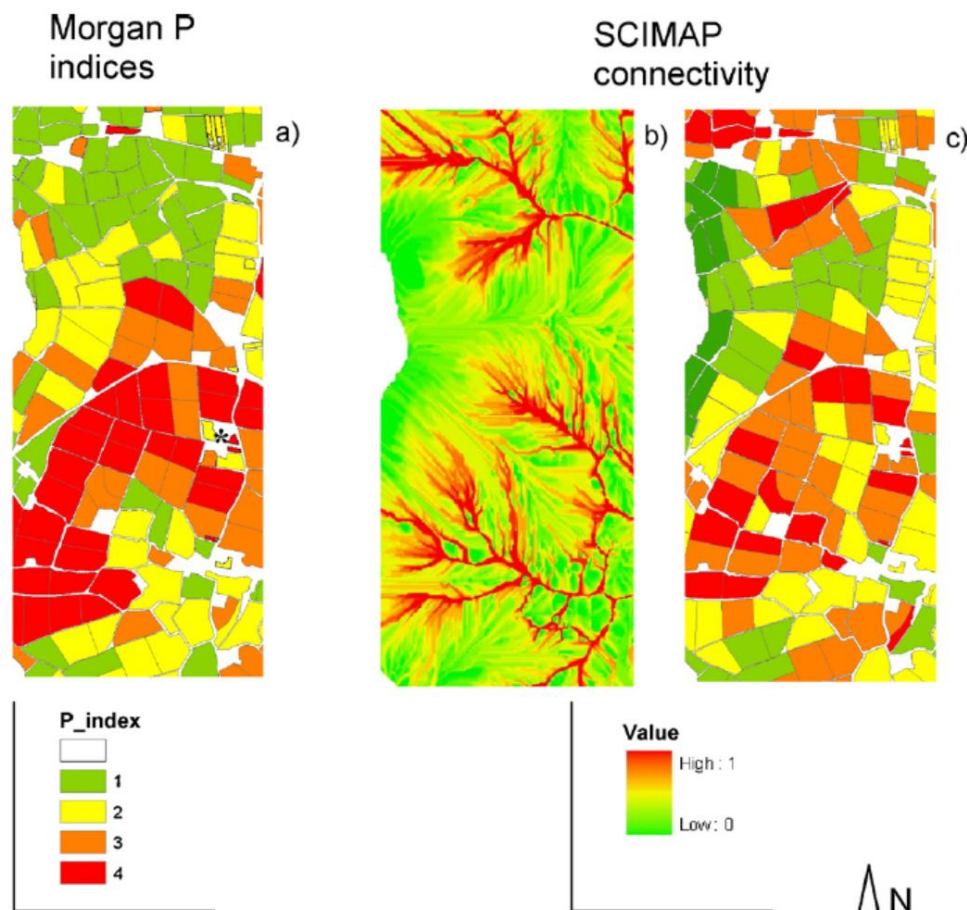 Morgan P
indices
SCIMAP
connectivity
a)
b)
c)
*
P_index
1
2
3
4
Value
High : 1
Low : 0
N